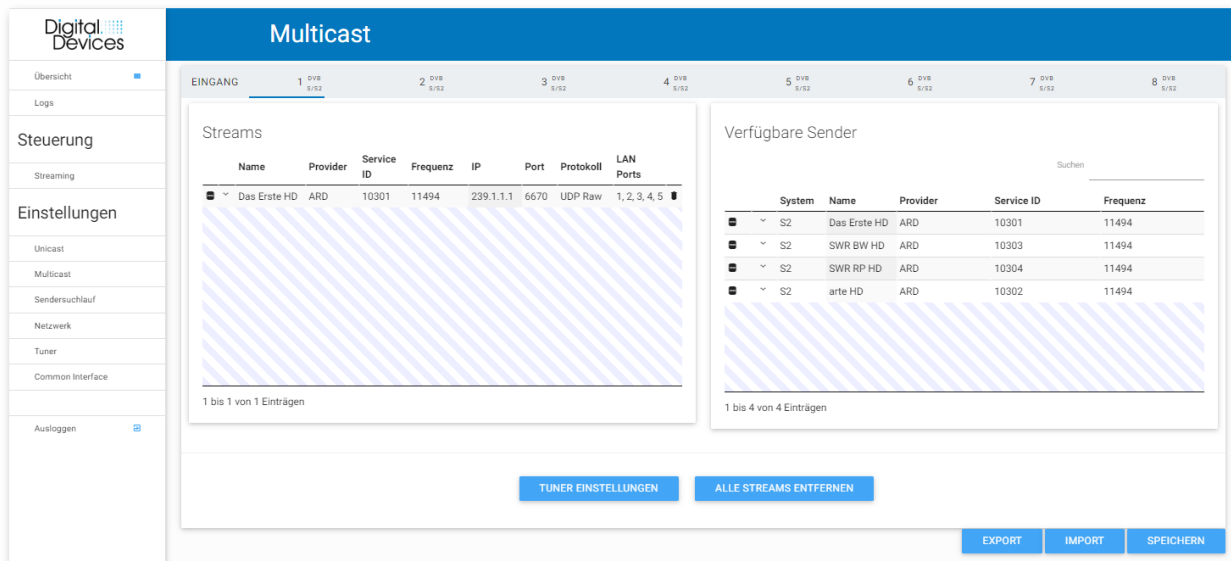 Digital
Devices
Multicast
Übersicht
Logs
Steuerung
Streaming
Einstellungen
Unicast
Multicast
Sendersuchlauf
Netzwerk
Tuner
Common Interface
Ausloggen
EINGANG 1 DVB S/S2 2 DVB S/S2 3 DVB S/S2 4 DVB S/S2 5 DVB S/S2 6 DVB S/S2 7 DVB S/S2 8 DVB S/S2
Streams
Name Provider Service ID Frequenz IP Port Protokoll LAN Ports
Das Erste HD ARD 10301 11494 239.1.1.1 6670 UDP Raw 1, 2, 3, 4, 5
1 bis 1 von 1 Einträgen
Verfügbare Sender
Suchen
System Name Provider Service ID Frequenz
S2 Das Erste HD ARD 10301 11494
S2 SWR BW HD ARD 10303 11494
S2 SWR RP HD ARD 10304 11494
S2 arte HD ARD 10302 11494
1 bis 4 von 4 Einträgen
TUNER EINSTELLUNGEN ALLE STREAMS ENTFERNEN
EXPORT IMPORT SPEICHERN